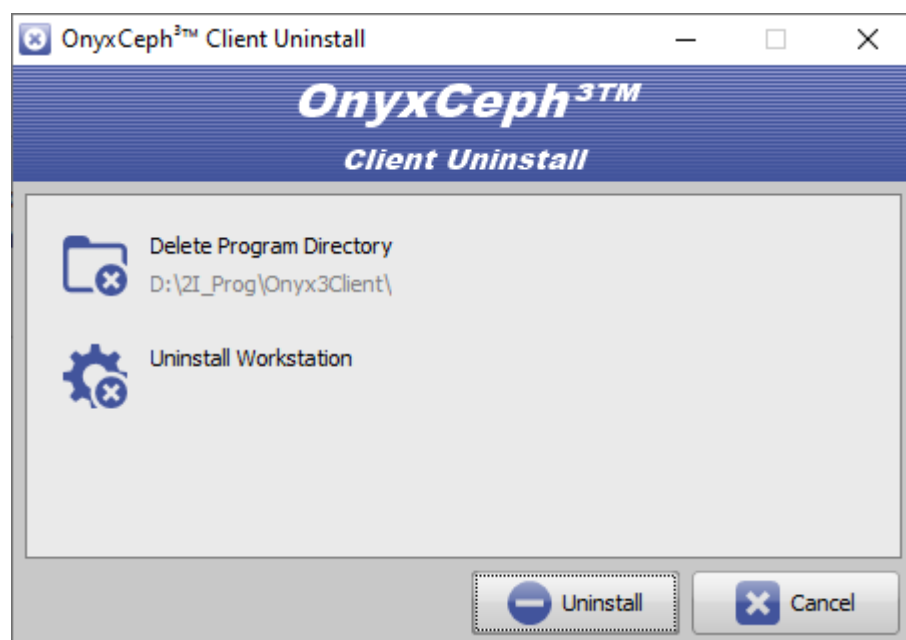 OnyxCeph³™ Client Uninstall
OnyxCeph³™
Client Uninstall
Delete Program Directory
D:\2I_Prog\Onyx3Client\
Uninstall Workstation
Uninstall
Cancel